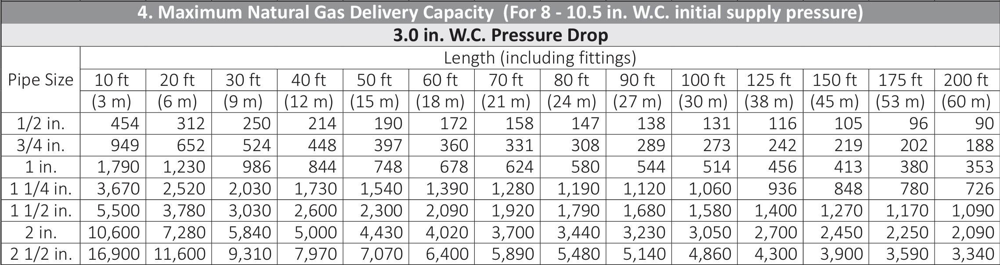 4. Maximum Natural Gas Delivery Capacity (For 8 - 10.5 in. W.C. initial supply pressure)
3.0 in. W.C. Pressure Drop
Length (including fittings)
Pipe Size 10 ft 20 ft 30 ft 40 ft 50 ft 60 ft 70 ft 80 ft 90 ft 100 ft 125 ft 150 ft 175 ft 200 ft
(3 m) (6 m) (9 m) (12 m) (15 m) (18 m) (21 m) (24 m) (27 m) (30 m) (38 m) (45 m) (53 m) (60 m)
1/2 in. 454 312 250 214 190 172 158 147 138 131 116 105 96 90
3/4 in. 949 652 524 448 397 360 331 308 289 273 242 219 202 188
1 in. 1,790 1,230 986 844 748 678 624 580 544 514 456 413 380 353
1 1/4 in. 3,670 2,520 2,030 1,730 1,540 1,390 1,280 1,190 1,120 1,060 936 848 780 726
1 1/2 in. 5,500 3,780 3,030 2,600 2,300 2,090 1,920 1,790 1,680 1,580 1,400 1,270 1,170 1,090
2 in. 10,600 7,280 5,840 5,000 4,430 4,020 3,700 3,440 3,230 3,050 2,700 2,450 2,250 2,090
2 1/2 in. 16,900 11,600 9,310 7,970 7,070 6,400 5,890 5,480 5,140 4,860 4,300 3,900 3,590 3,340